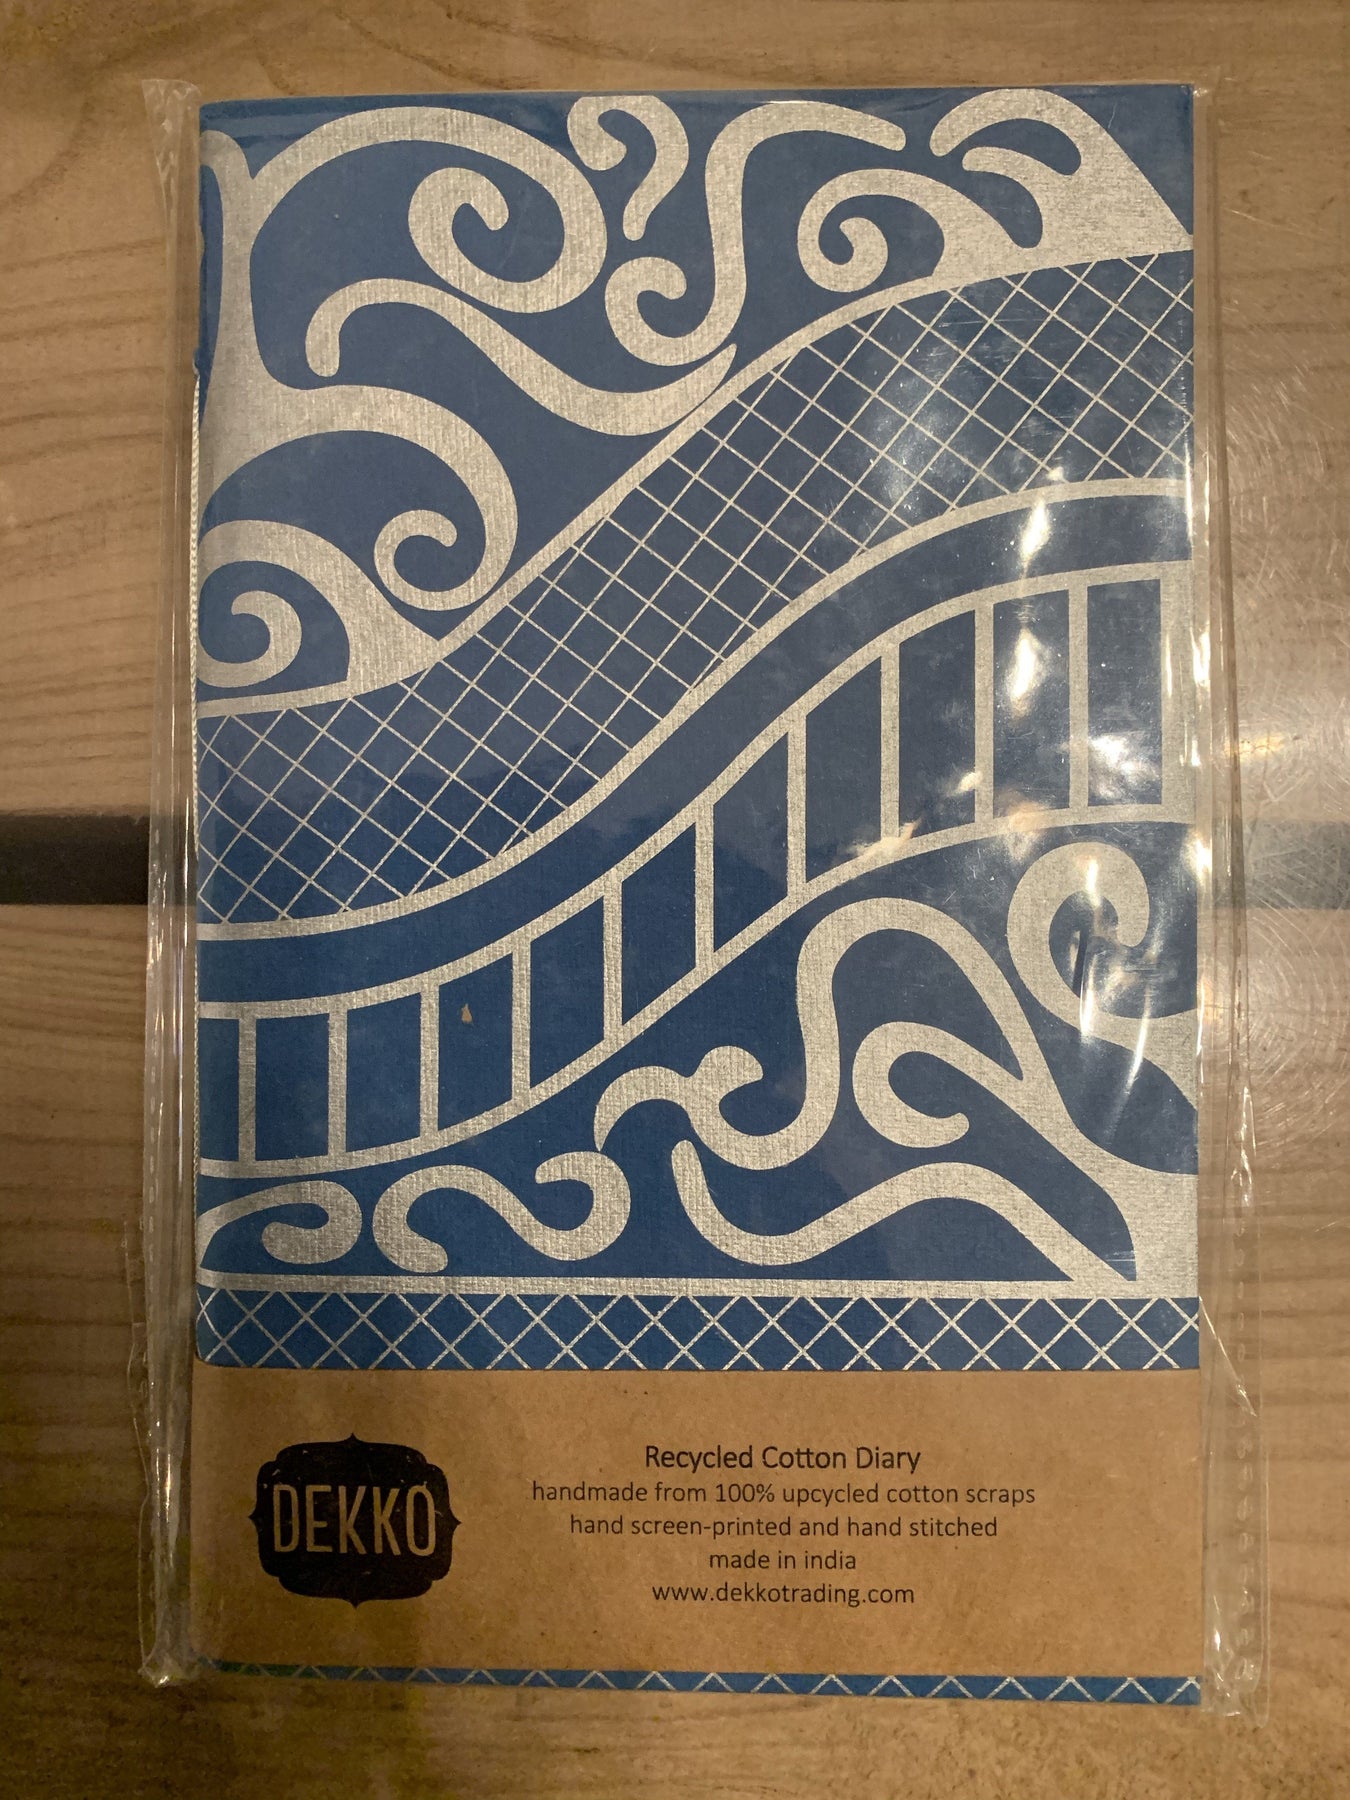 DEKKO
Recycled Cotton Diary
handmade from 100% upcycled cotton scraps
hand screen-printed and hand stitched
made in india
www.dekkotrading.com